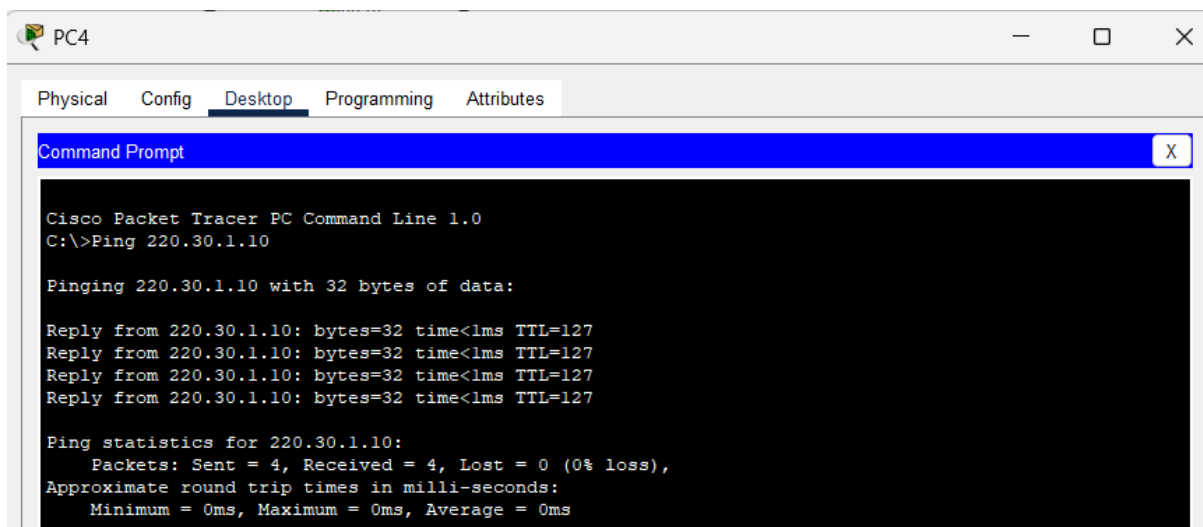 PC4
Physical Config Desktop Programming Attributes
Command Prompt X
Cisco Packet Tracer PC Command Line 1.0
C:\>Ping 220.30.1.10
Pinging 220.30.1.10 with 32 bytes of data:
Reply from 220.30.1.10: bytes=32 time<1ms TTL=127
Reply from 220.30.1.10: bytes=32 time<1ms TTL=127
Reply from 220.30.1.10: bytes=32 time<1ms TTL=127
Reply from 220.30.1.10: bytes=32 time<1ms TTL=127
Ping statistics for 220.30.1.10:
Packets: Sent = 4, Received = 4, Lost = 0 (0% loss),
Approximate round trip times in milli-seconds:
Minimum = 0ms, Maximum = 0ms, Average = 0ms